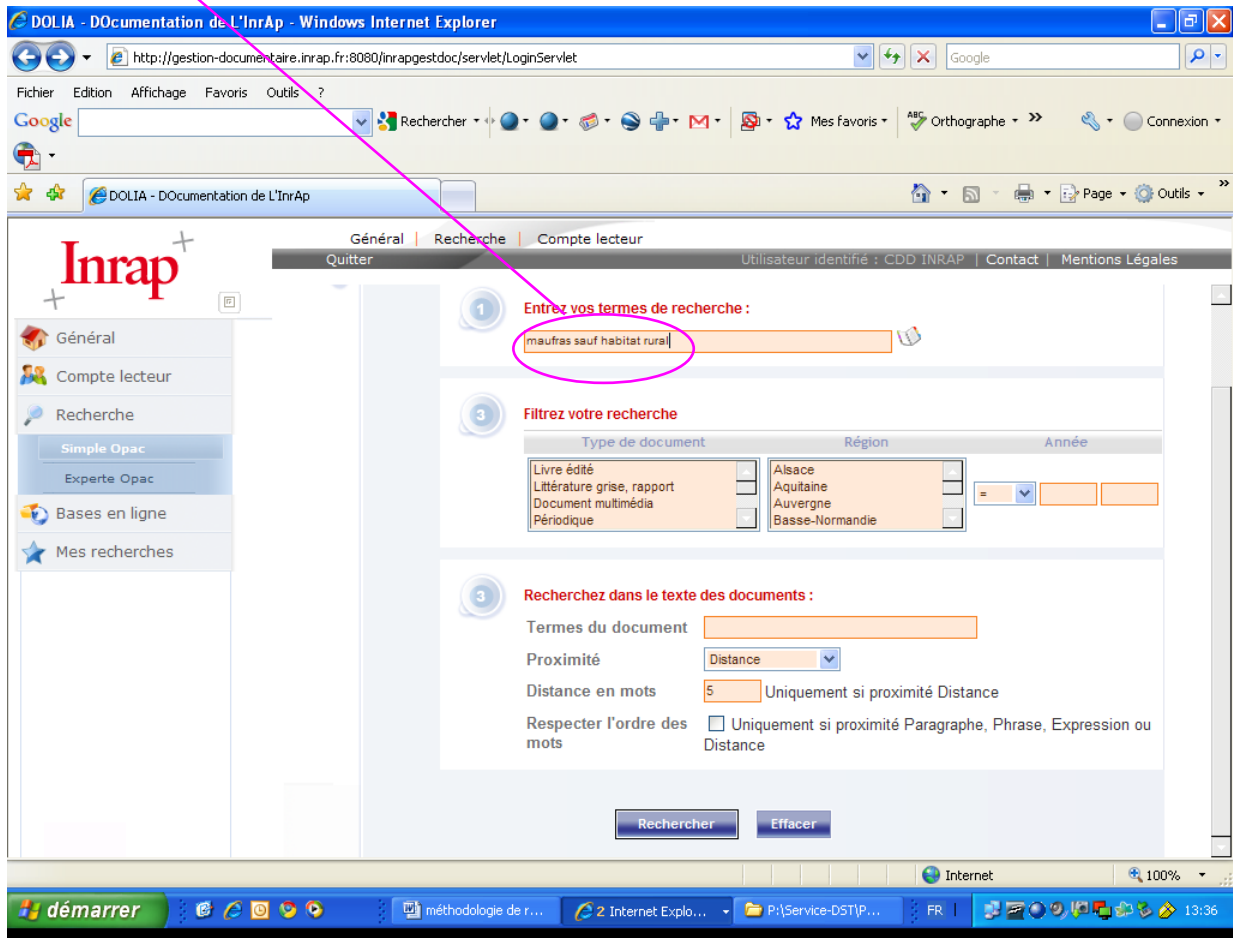 DOLIA - DOcumentation de L'InrAp - Windows Internet Explorer
http://gestion-documentaire.inrap.fr:8080/inrapgestdoc/servlet/LoginServlet
Google
Fichier Edition Affichage Favoris Outils ?
Google Rechercher Mes favoris ABC Orthographe >> Connexion
DOLIA - DOcumentation de L'InrAp Page Outils >>
Inrap
Général | Recherche | Compte lecteur
Quitter Utilisateur identifié : CDD INRAP | Contact | Mentions Légales
Général
Compte lecteur
Recherche
Simple Opac
Experte Opac
Bases en ligne
Mes recherches
1 Entrez vos termes de recherche :
maufras sauf habitat rural
3 Filtrez votre recherche
Type de document Région Année
Livre édité
Littérature grise, rapport
Document multimédia
Périodique
Alsace
Aquitaine
Auvergne
Basse-Normandie
=
3 Recherchez dans le texte des documents :
Termes du document
Proximité Distance
Distance en mots 5 Uniquement si proximité Distance
Respecter l'ordre des mots Uniquement si proximité Paragraphe, Phrase, Expression ou Distance
Rechercher Effacer
Internet 100%
démarrer méthodologie de r... 2 Internet Explo... P:\Service-DST\P... FR 13:36